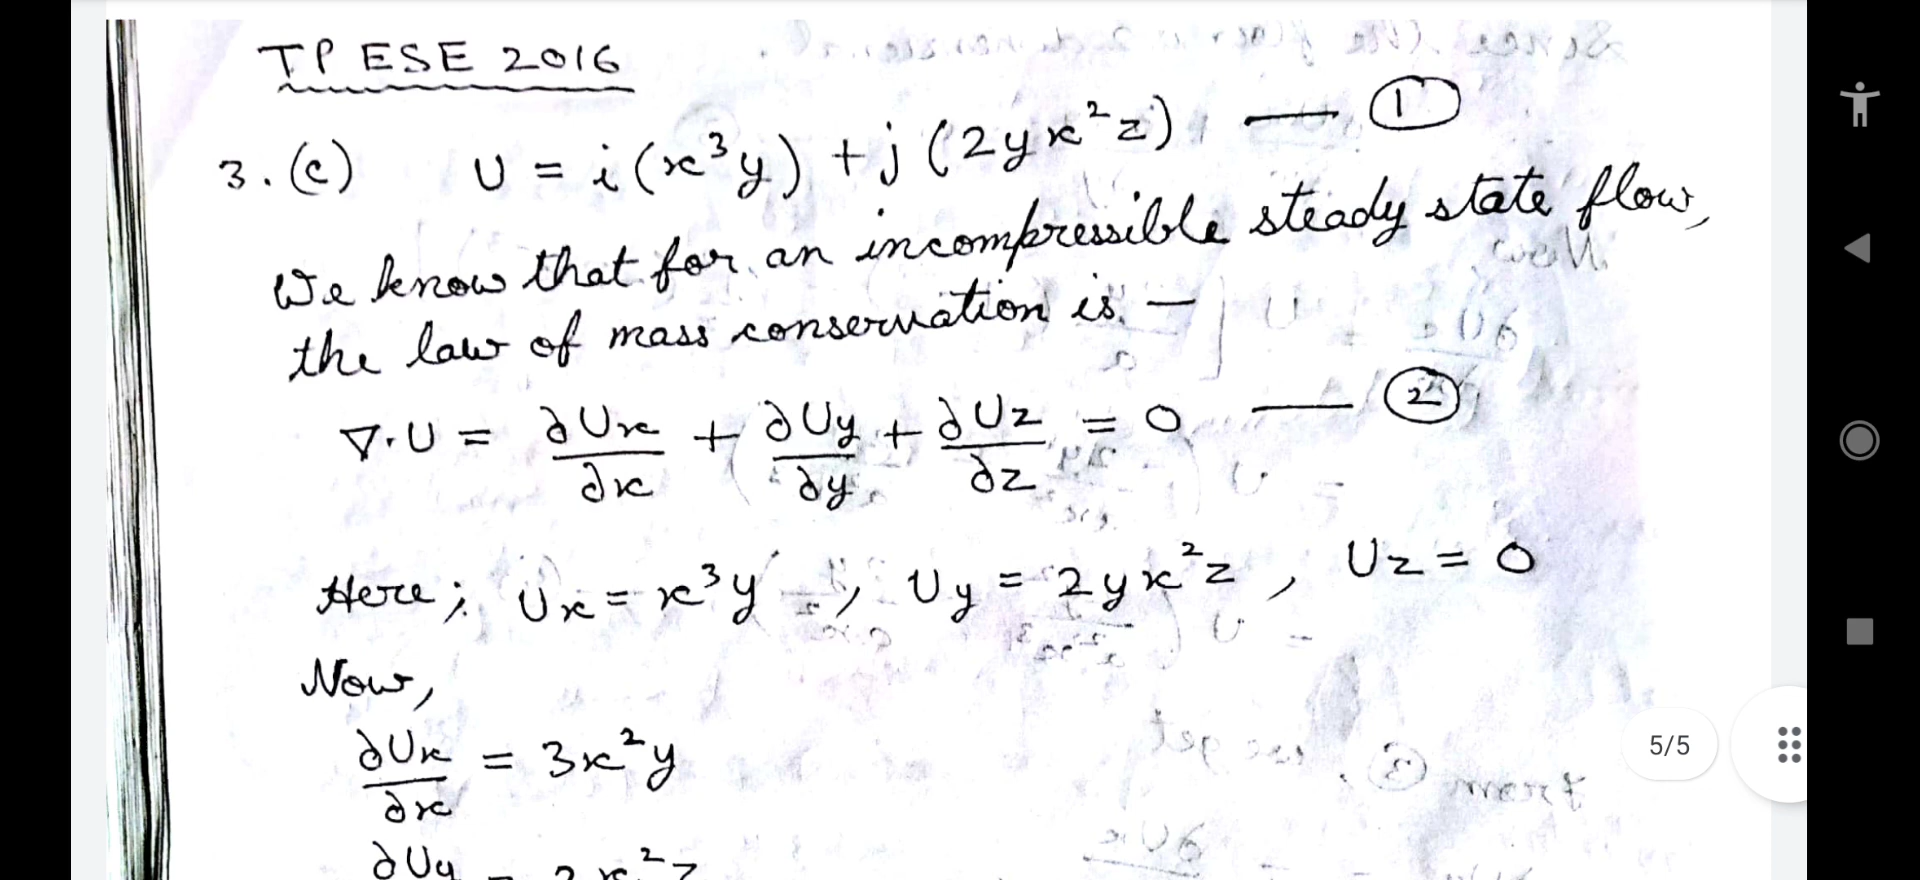 TP ESE 2016
3. (c) U = i(x³y) + j(2yx²z) — ①
We know that for an incompressible steady state flow,
the law of mass conservation is —
∇·U = ∂Ux/∂x + ∂Uy/∂y + ∂Uz/∂z = 0 — ②
Here; Ux = x³y, Uy = 2yx²z, Uz = 0
Now,
∂Ux/∂x = 3x²y
∂Uy = 2x²z
5/5